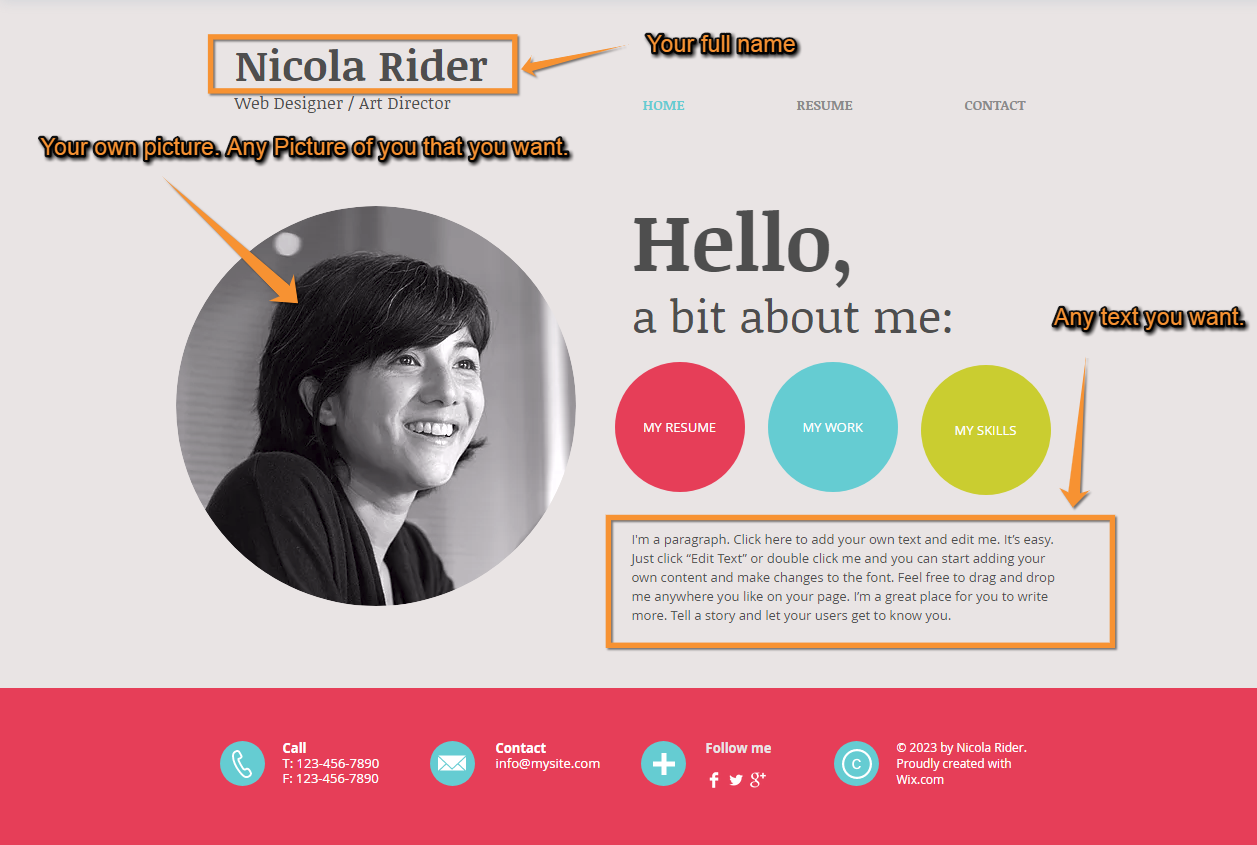 Nicola Rider
Your full name
Web Designer / Art Director
HOME
RESUME
CONTACT
Your own picture. Any Picture of you that you want.
Hello,
a bit about me:
Any text you want.
MY RESUME
MY WORK
MY SKILLS
I'm a paragraph. Click here to add your own text and edit me. It’s easy.
Just click “Edit Text” or double click me and you can start adding your
own content and make changes to the font. Feel free to drag and drop
me anywhere you like on your page. I’m a great place for you to write
more. Tell a story and let your users get to know you.
Call
T: 123-456-7890
F: 123-456-7890
Contact
info@mysite.com
Follow me
f
g+
C
© 2023 by Nicola Rider.
Proudly created with
Wix.com